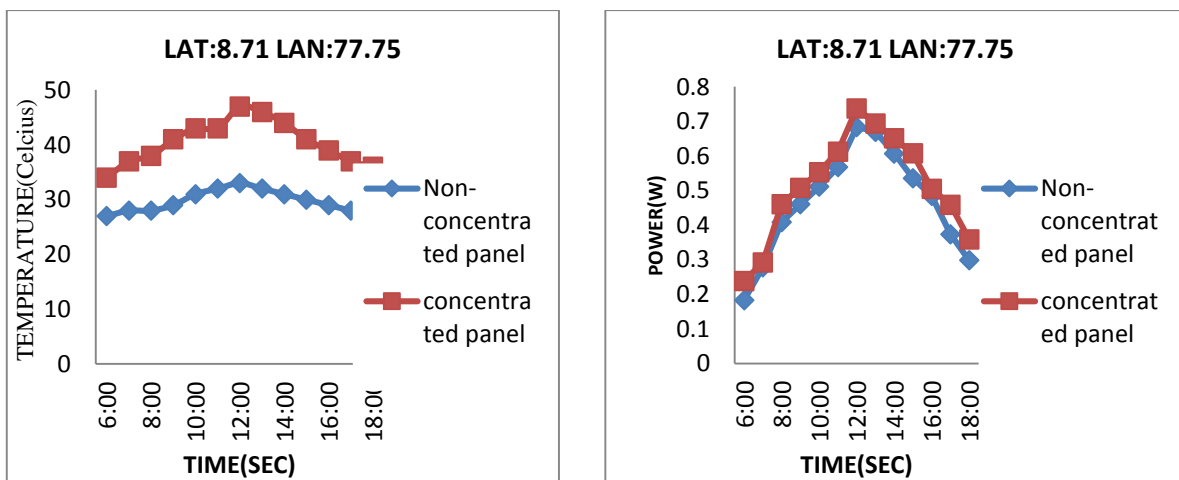 LAT:8.71 LAN:77.75
TEMPERATURE(Celcius)
50
40
30
20
10
0
6:00
8:00
10:00
12:00
14:00
16:00
18:0(
TIME(SEC)
Non-
concentra
ted panel
concentra
ted panel
LAT:8.71 LAN:77.75
POWER(W)
0.8
0.7
0.6
0.5
0.4
0.3
0.2
0.1
0
6:00
8:00
10:00
12:00
14:00
16:00
18:00
TIME(SEC)
Non-
concentrat
ed panel
concentrat
ed panel